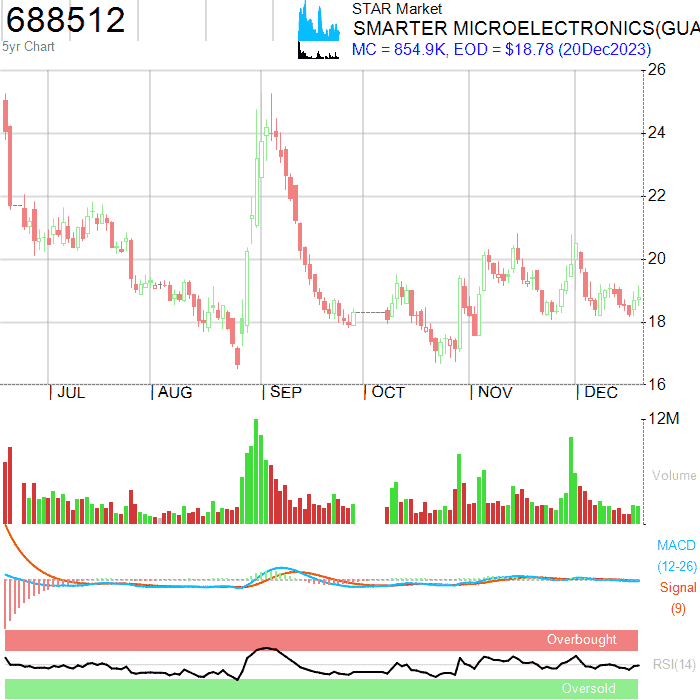 688512
5yr Chart
STAR Market
SMARTER MICROELECTRONICS(GUA
MC = 854.9K, EOD = $18.78 (20Dec2023)
26
24
22
20
18
16
JUL AUG SEP OCT NOV DEC
12M
Volume
MACD
(12-26)
Signal
(9)
Overbought
RSI(14)
Oversold